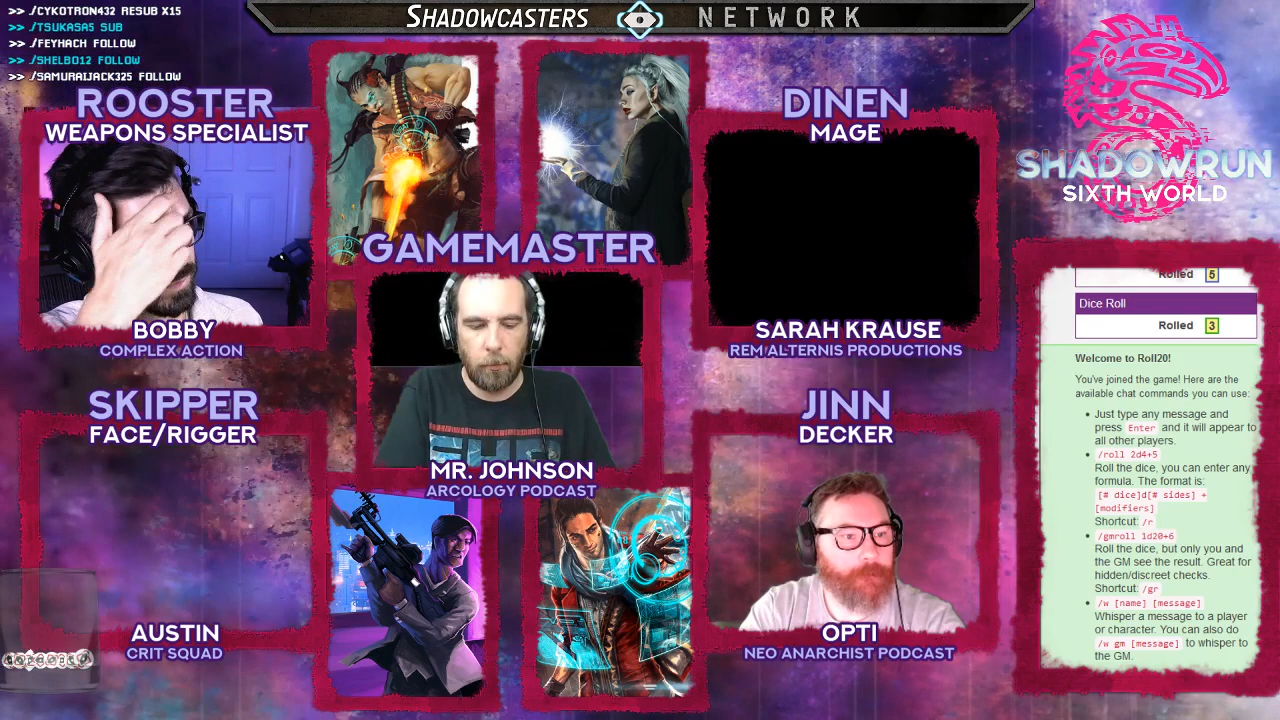 >> /CYKOTRON432 RESUB X15
>> /TSUKASA5 SUB
>> /FEYHACH FOLLOW
>> /SHELBO12 FOLLOW
>> /SAMURAIJACK325 FOLLOW
SHADOWCASTERS NETWORK
ROOSTER
WEAPONS SPECIALIST
BOBBY
COMPLEX ACTION
DINEN
MAGE
SARAH KRAUSE
REM ALTERNIS PRODUCTIONS
GAMEMASTER
MR. JOHNSON
ARCOLOGY PODCAST
SKIPPER
FACE/RIGGER
AUSTIN
CRIT SQUAD
JINN
DECKER
OPTI
NEO ANARCHIST PODCAST
SHADOWRUN
SIXTH WORLD
Rolled 5
Dice Roll
Rolled 3
Welcome to Roll20!
You've joined the game! Here are the
available chat commands you can use:
• Just type any message and
press Enter and it will appear to
all other players.
• /roll 2d4+5
Roll the dice, you can enter any
formula. The format is:
[# dice]d[# sides] +
[modifiers]
Shortcut: /r
• /gmroll 1d20+6
Roll the dice, but only you and
the GM see the result. Great for
hidden/discreet checks.
Shortcut: /gr
• /w [name] [message]
Whisper a message to a player
or character. You can also do
/w gm [message] to whisper to
the GM.